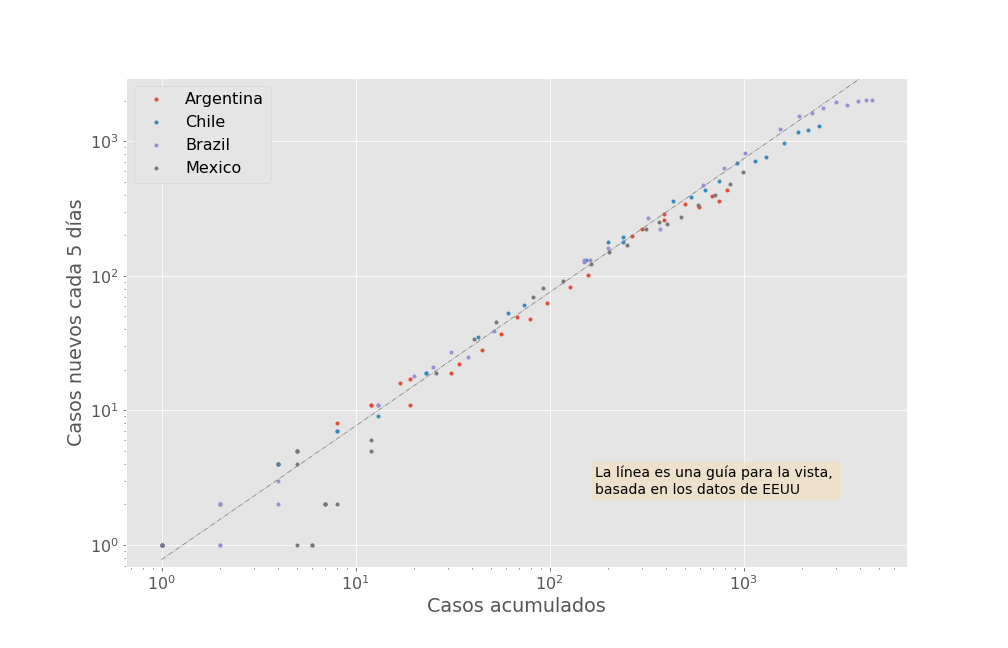 Argentina
Chile
Brazil
Mexico
10³
10²
10¹
10⁰
Casos nuevos cada 5 días
La línea es una guía para la vista,
basada en los datos de EEUU
10⁰ 10¹ 10² 10³
Casos acumulados